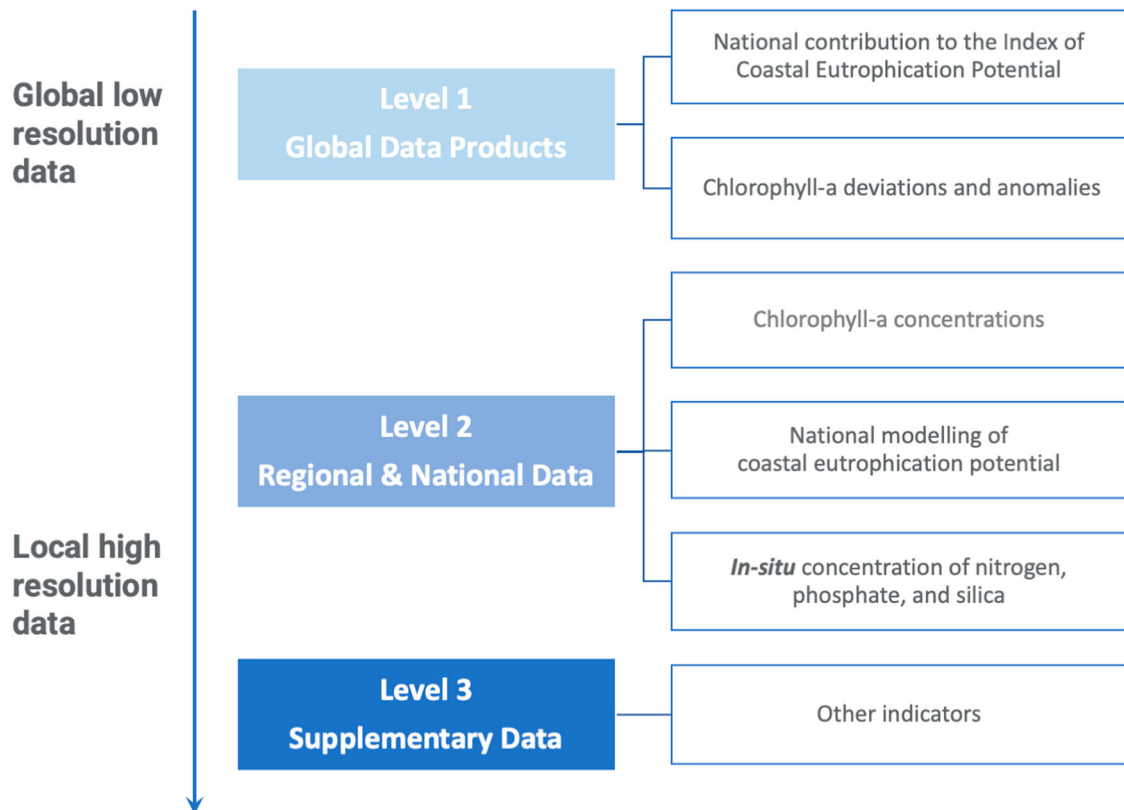 Global low
resolution
data
Level 1
Global Data Products
National contribution to the Index of
Coastal Eutrophication Potential
Chlorophyll-a deviations and anomalies
Level 2
Regional & National Data
Chlorophyll-a concentrations
National modelling of
coastal eutrophication potential
In-situ concentration of nitrogen,
phosphate, and silica
Local high
resolution
data
Level 3
Supplementary Data
Other indicators